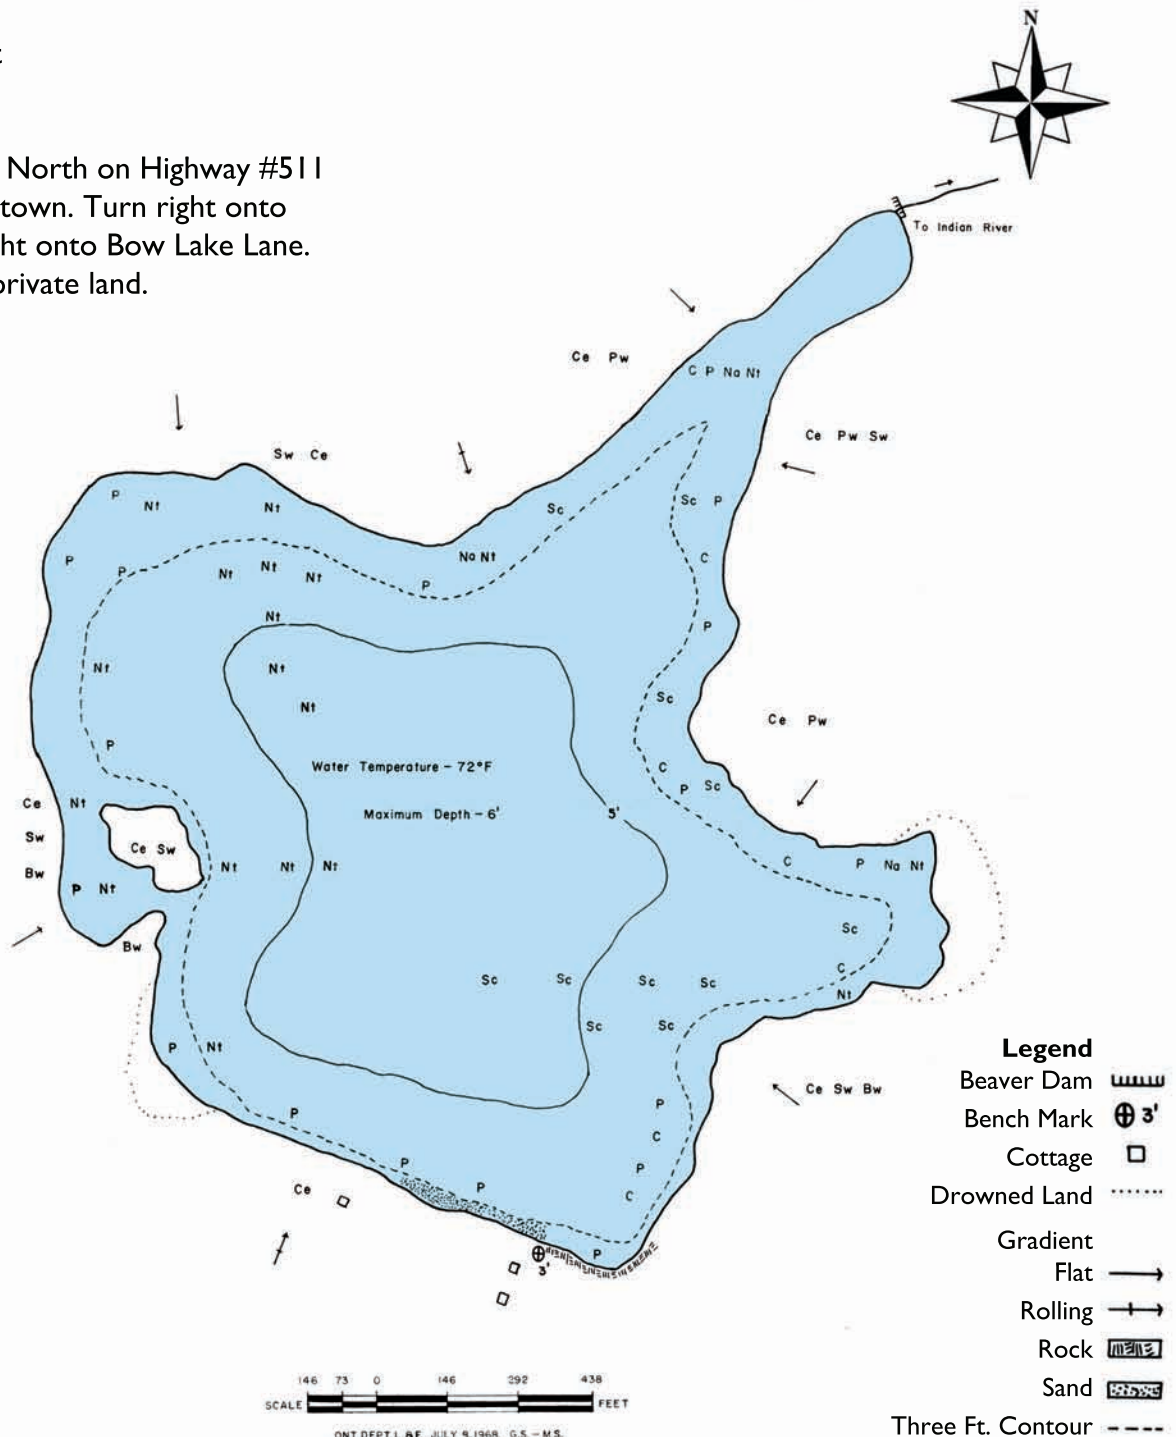 N
North on Highway #511
town. Turn right onto
ht onto Bow Lake Lane.
private land.
To Indian River
Ce Pw
C P Na Nt
Ce Pw Sw
Sw Ce
P
Nt
Nt
Sc
Sc P
P
P
Nt
Nt
Nt
Na Nt
P
C
Nt
P
Nt
Nt
Sc
Nt
P
Ce Pw
Water Temperature - 72°F
C
P Sc
Maximum Depth - 6'
5'
Ce
Nt
Sw
Ce Sw
Bw
P Nt
Nt
Nt
Nt
C
P Na Nt
Bw
Sc
Sc
Sc
Sc
Sc
C
Nt
Sc
Sc
P
Nt
Ce Sw Bw
P
P
C
P
P
P
C
Ce
P
3'
Legend
Beaver Dam
Bench Mark 3'
Cottage
Drowned Land
Gradient
Flat
Rolling
Rock
Sand
Three Ft. Contour
146 73 0 146 292 438
SCALE FEET
ONT. DEPT. L. & F. JULY 9, 1968 G.S. - M.S.